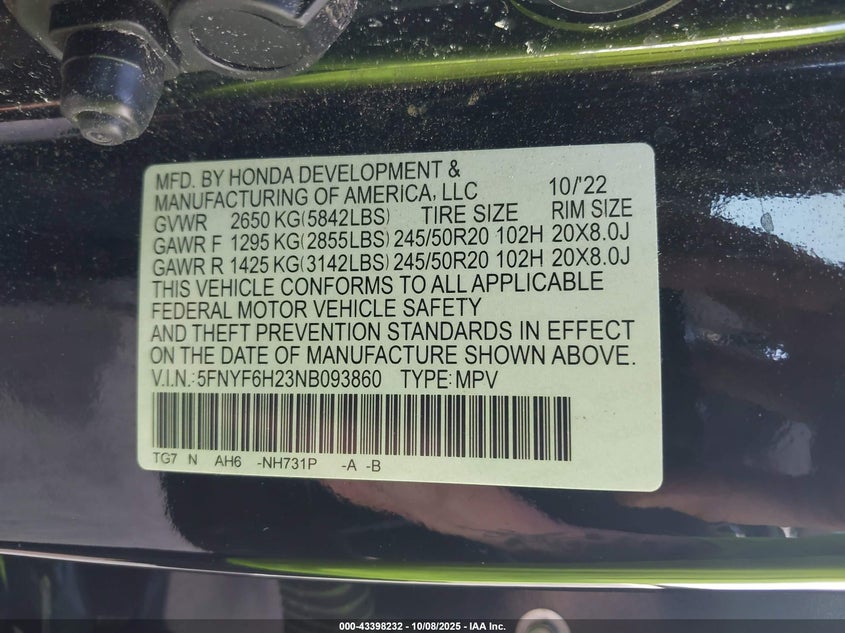 MFD. BY HONDA DEVELOPMENT &
MANUFACTURING OF AMERICA, LLC 10/'22
GVWR 2650 KG(5842LBS) TIRE SIZE RIM SIZE
GAWR F 1295 KG(2855LBS) 245/50R20 102H 20X8.0J
GAWR R 1425 KG(3142LBS) 245/50R20 102H 20X8.0J
THIS VEHICLE CONFORMS TO ALL APPLICABLE
FEDERAL MOTOR VEHICLE SAFETY
AND THEFT PREVENTION STANDARDS IN EFFECT
ON THE DATE OF MANUFACTURE SHOWN ABOVE.
V.I.N.:5FNYF6H23NB093860 TYPE:MPV
TG7 N AH6 -NH731P -A -B
000-43398232 | 10/08/2025 – IAA Inc.